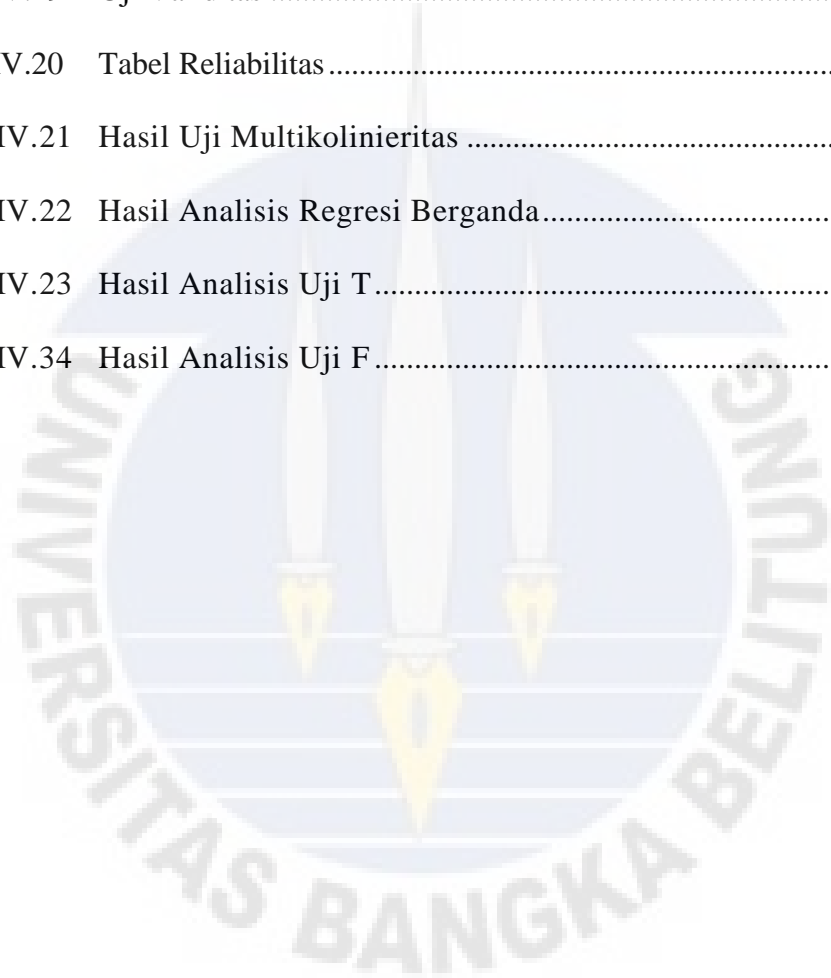 IV.20 Tabel Reliabilitas
IV.21 Hasil Uji Multikolinieritas
IV.22 Hasil Analisis Regresi Berganda
IV.23 Hasil Analisis Uji T
IV.34 Hasil Analisis Uji F
UNIVERSITAS BANGKA BELITUNG